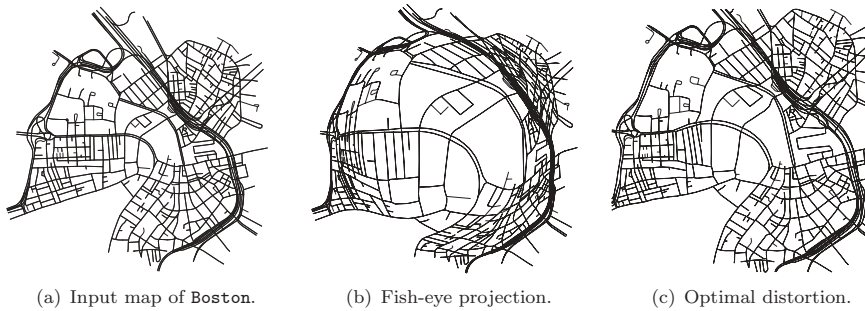 (a) Input map of Boston.
(b) Fish-eye projection.
(c) Optimal distortion.